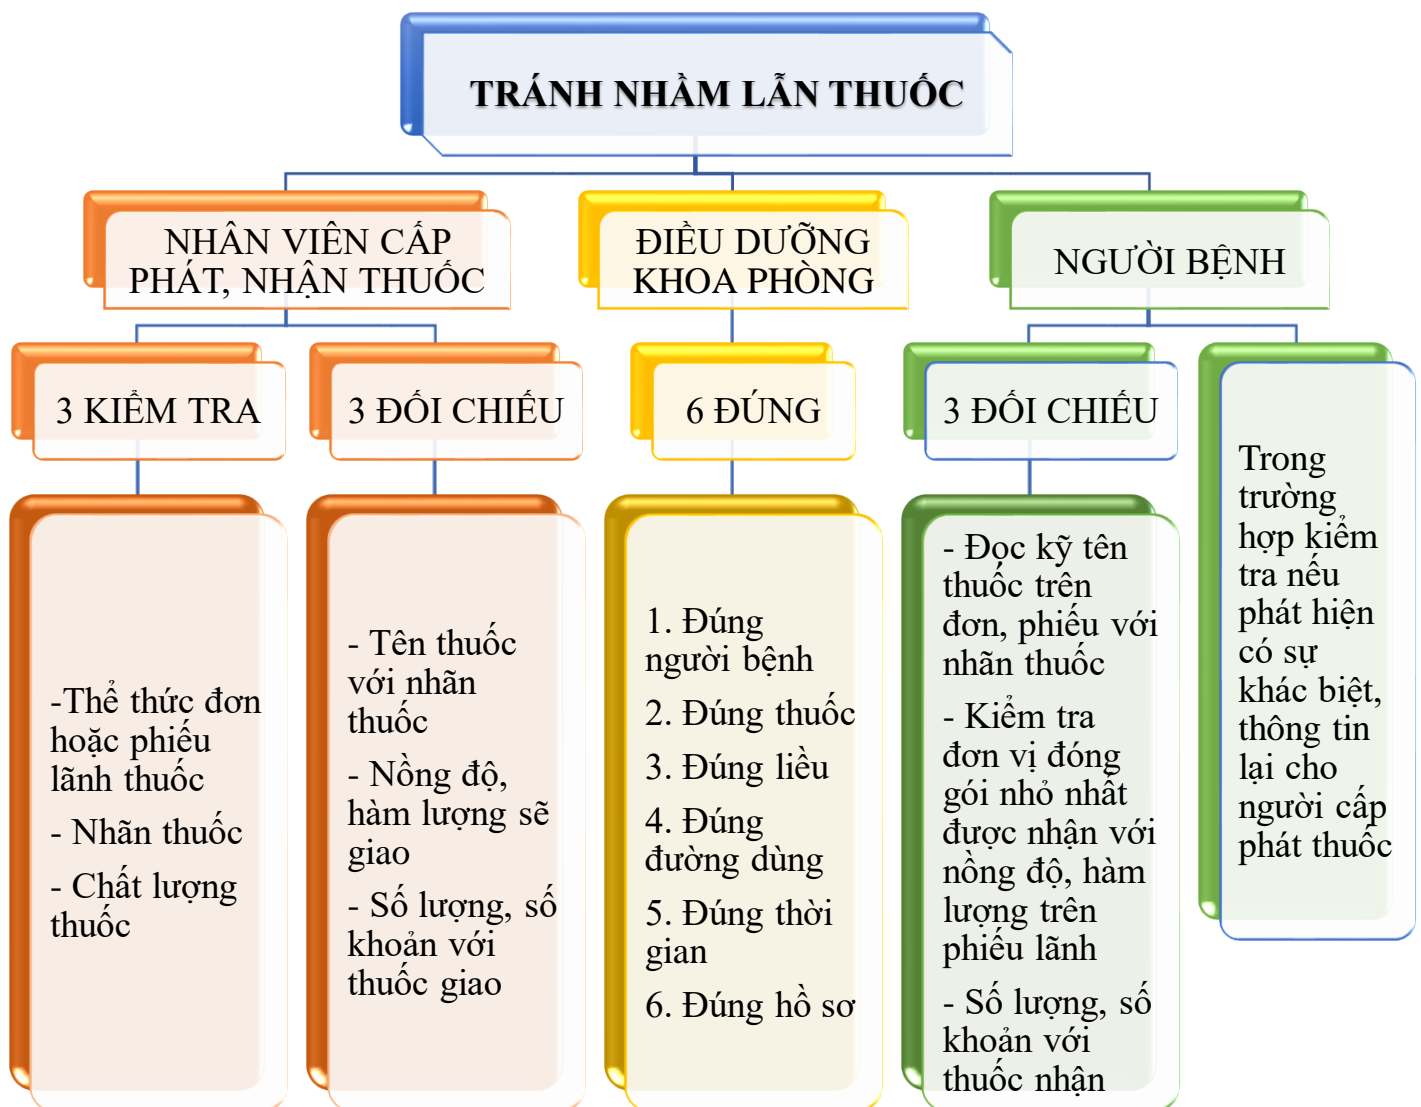 TRÁNH NHẦM LẪN THUỐC
NHÂN VIÊN CẤP
PHÁT, NHẬN THUỐC
3 KIỂM TRA
-Thể thức đơn
hoặc phiếu
lãnh thuốc
- Nhãn thuốc
- Chất lượng
thuốc
3 ĐỐI CHIẾU
- Tên thuốc
với nhãn
thuốc
- Nồng độ,
hàm lượng sẽ
giao
- Số lượng, số
khoản với
thuốc giao
ĐIỀU DƯỠNG
KHOA PHÒNG
6 ĐÚNG
1. Đúng
người bệnh
2. Đúng thuốc
3. Đúng liều
4. Đúng
đường dùng
5. Đúng thời
gian
6. Đúng hồ sơ
NGƯỜI BỆNH
3 ĐỐI CHIẾU
- Đọc kỹ tên
thuốc trên
đơn, phiếu với
nhãn thuốc
- Kiểm tra
đơn vị đóng
gói nhỏ nhất
được nhận với
nồng độ, hàm
lượng trên
phiếu lãnh
- Số lượng, số
khoản với
thuốc nhận
Trong
trường
hợp kiểm
tra nếu
phát hiện
có sự
khác biệt,
thông tin
lại cho
người cấp
phát thuốc